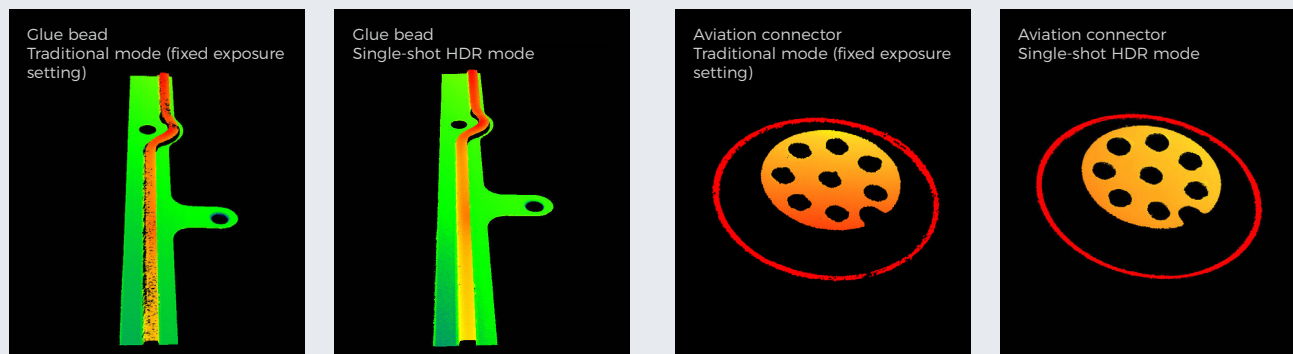 Glue bead
Traditional mode (fixed exposure
setting)
Glue bead
Single-shot HDR mode
Aviation connector
Traditional mode (fixed exposure
setting)
Aviation connector
Single-shot HDR mode